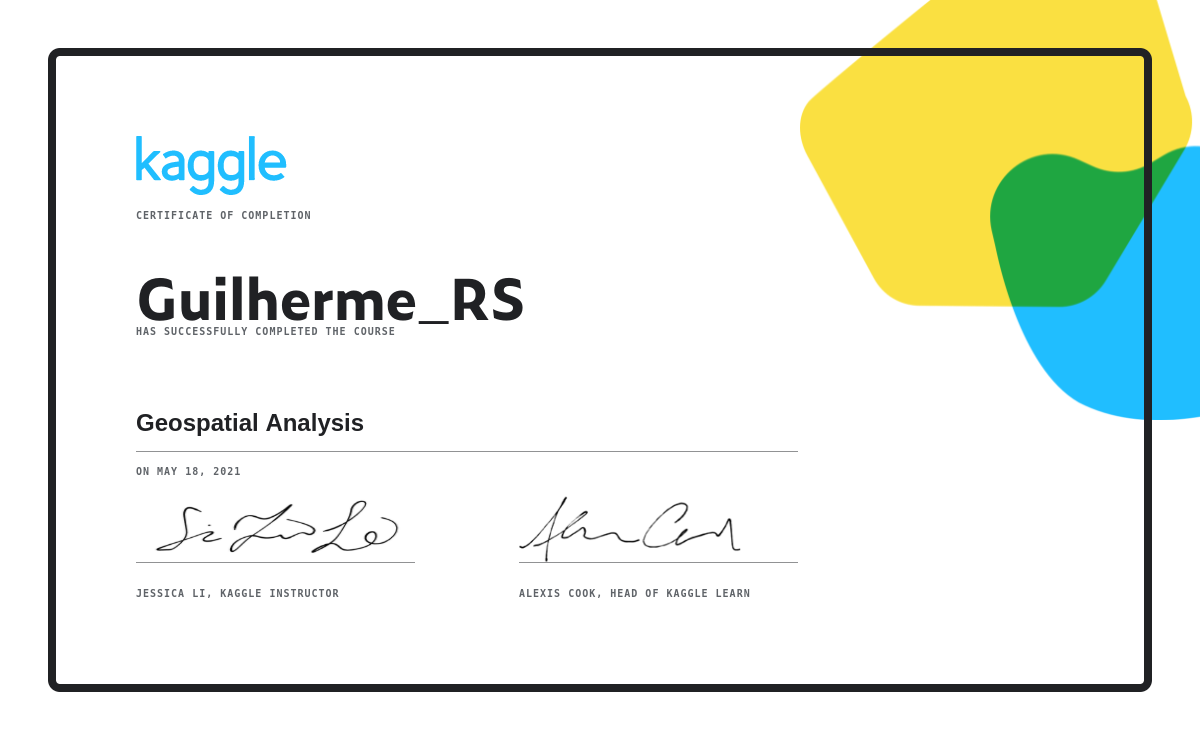 kaggle
CERTIFICATE OF COMPLETION
Guilherme_RS
HAS SUCCESSFULLY COMPLETED THE COURSE
Geospatial Analysis
ON MAY 18, 2021
JESSICA LI, KAGGLE INSTRUCTOR
ALEXIS COOK, HEAD OF KAGGLE LEARN